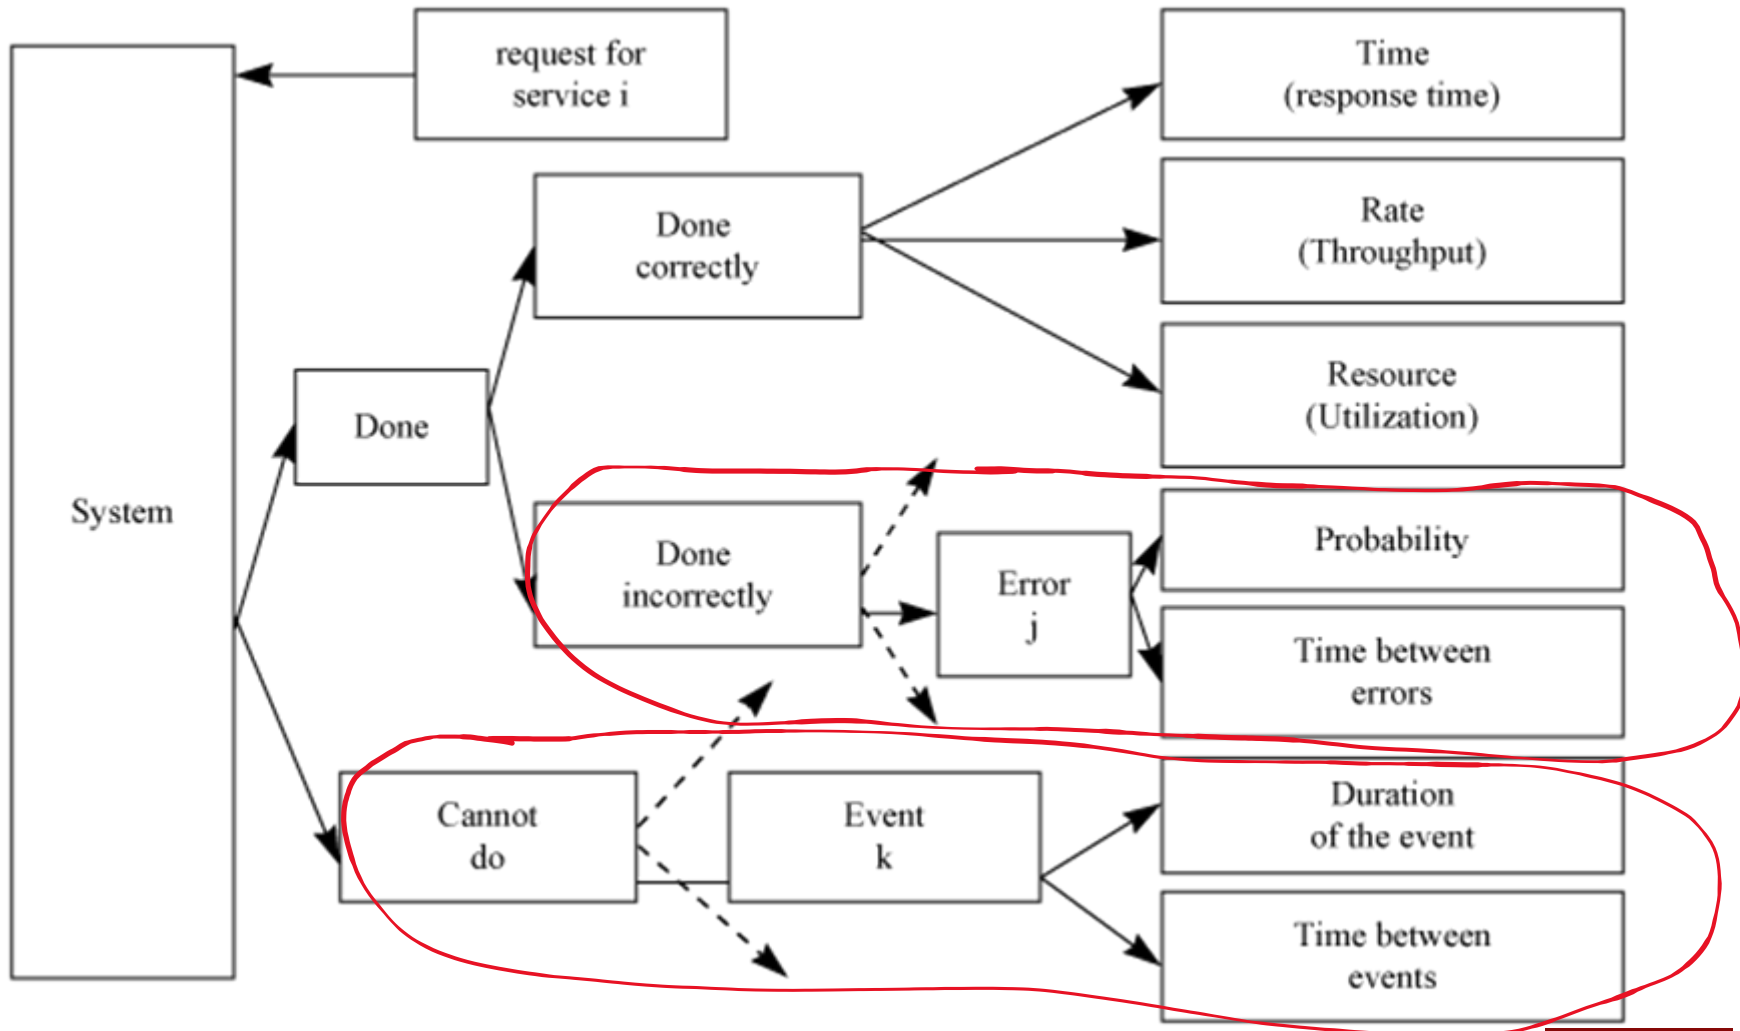 request for
service i
Time
(response time)
Done
correctly
Rate
(Throughput)
Resource
(Utilization)
Done
System
Done
incorrectly
Error
j
Probability
Time between
errors
Cannot
do
Event
k
Duration
of the event
Time between
events